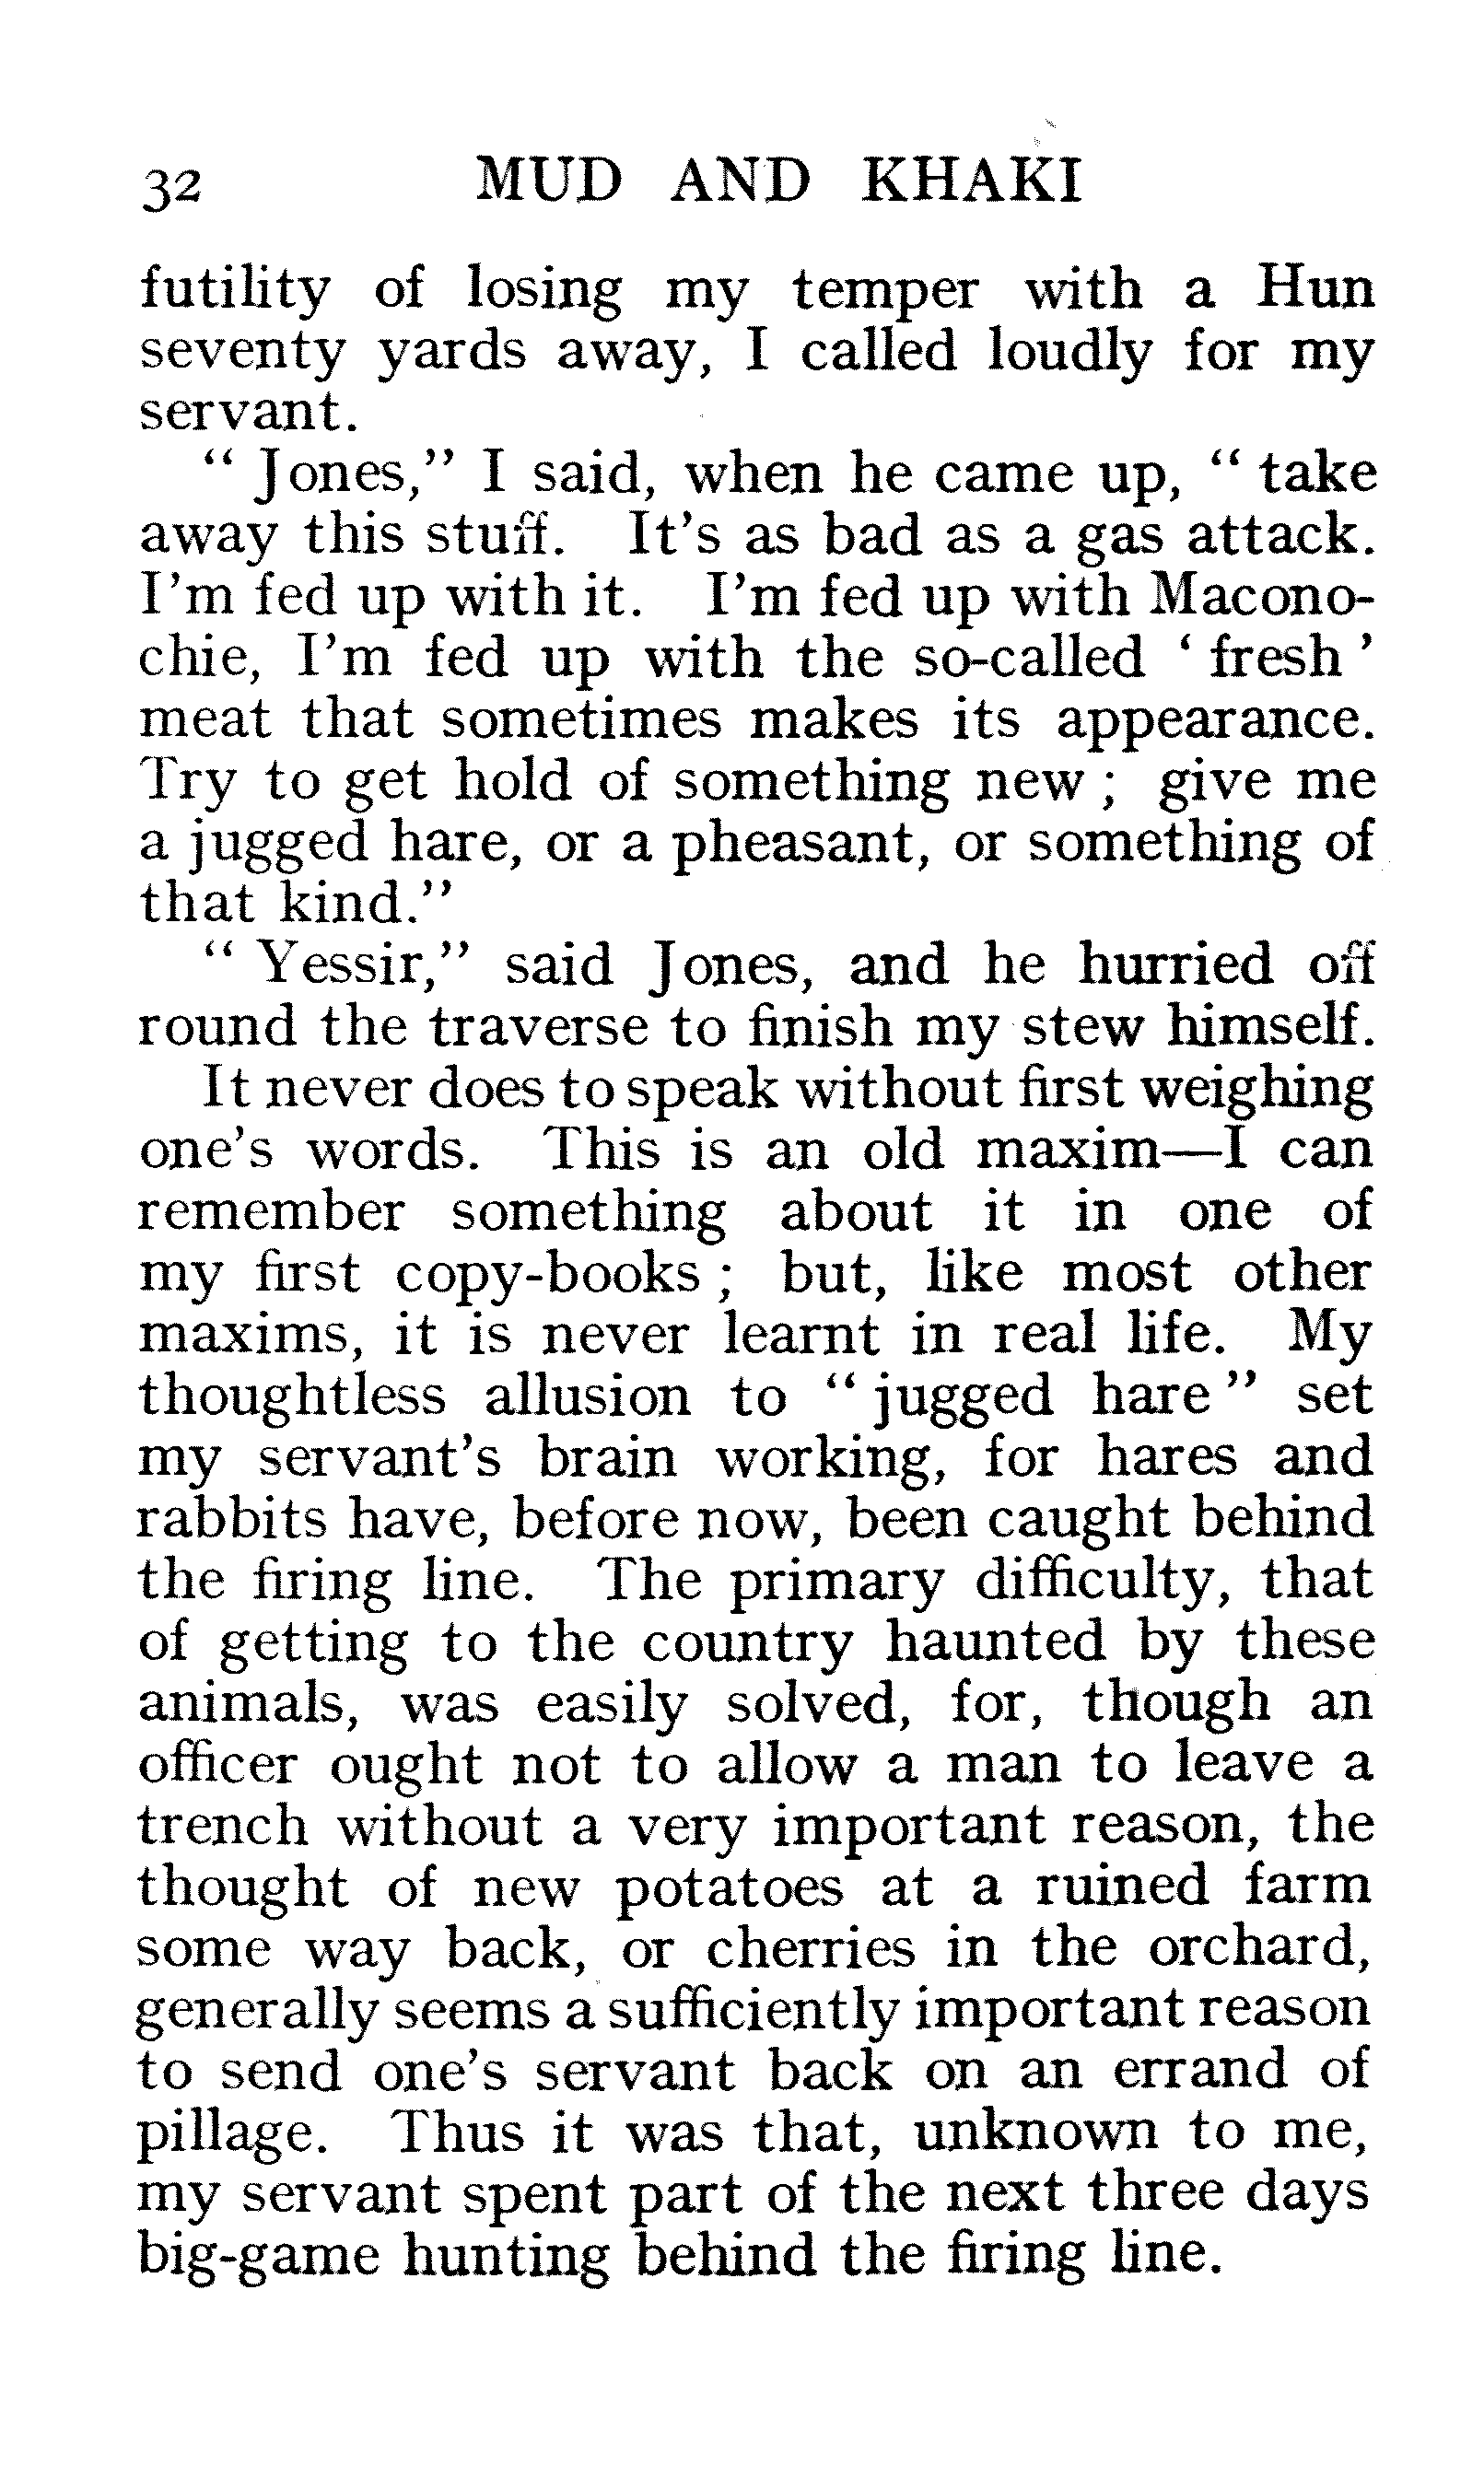 32 MUD AND KHAKI
futility of losing my temper with a Hun
seventy yards away, I called loudly for my
servant.
" Jones," I said, when he came up, " take
away this stuff. It's as bad as a gas attack.
I'm fed up with it. I'm fed up with Macono-
chie, I'm fed up with the so-called ' fresh '
meat that sometimes makes its appearance.
Try to get hold of something new ; give me
a jugged hare, or a pheasant, or something of
that kind."
" Yessir," said Jones, and he hurried off
round the traverse to finish my stew himself.
It never does to speak without first weighing
one's words. This is an old maxim—I can
remember something about it in one of
my first copy-books ; but, like most other
maxims, it is never learnt in real life. My
thoughtless allusion to " jugged hare " set
my servant's brain working, for hares and
rabbits have, before now, been caught behind
the firing line. The primary difficulty, that
of getting to the country haunted by these
animals, was easily solved, for, though an
officer ought not to allow a man to leave a
trench without a very important reason, the
thought of new potatoes at a ruined farm
some way back, or cherries in the orchard,
generally seems a sufficiently important reason
to send one's servant back on an errand of
pillage. Thus it was that, unknown to me,
my servant spent part of the next three days
big-game hunting behind the firing line.